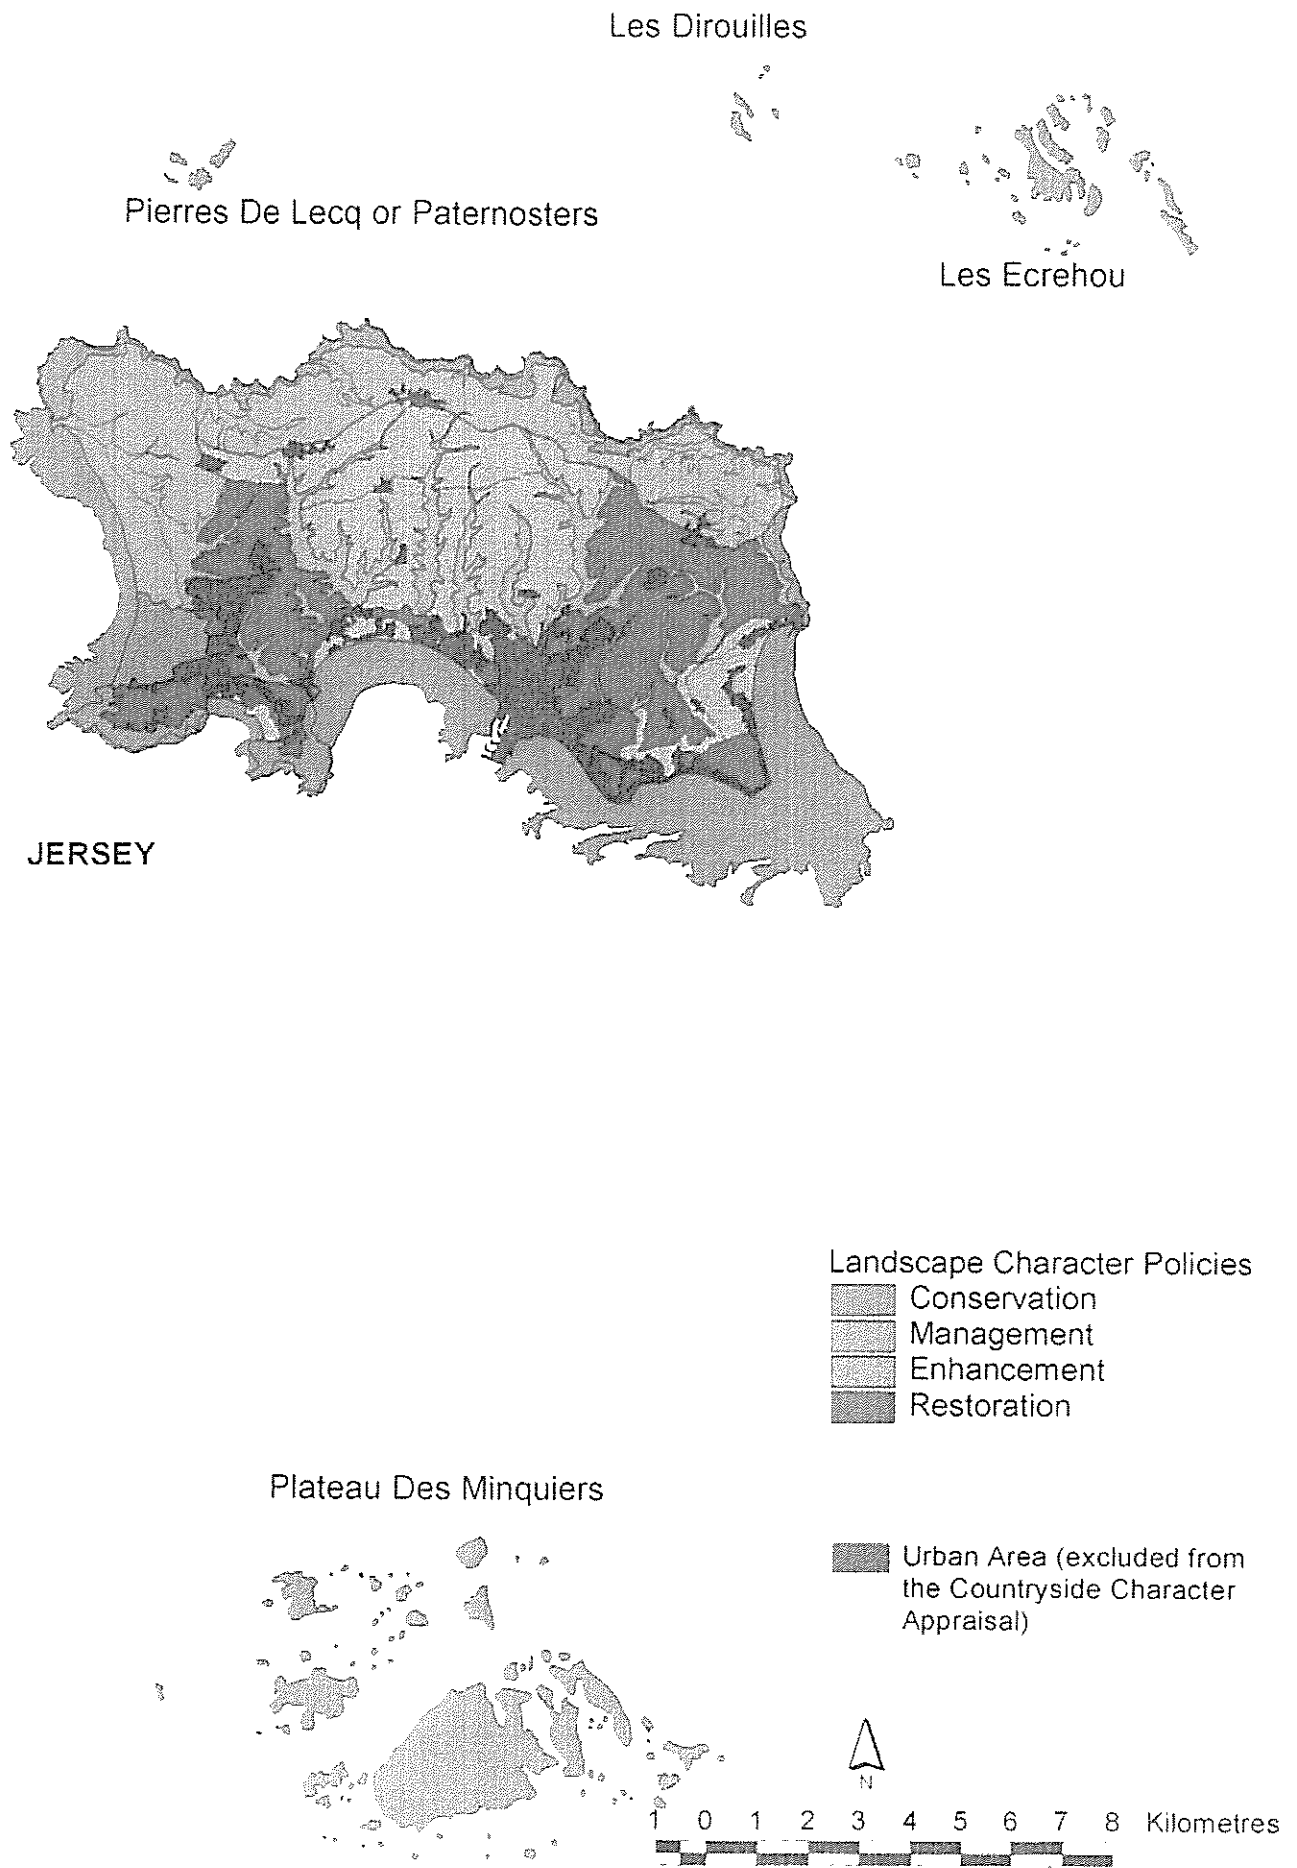 Les Dirouilles
Pierres De Lecq or Paternosters
Les Ecrehou
JERSEY
Landscape Character Policies
Conservation
Management
Enhancement
Restoration
Plateau Des Minquiers
Urban Area (excluded from
the Countryside Character
Appraisal)
N
1 0 1 2 3 4 5 6 7 8 Kilometres